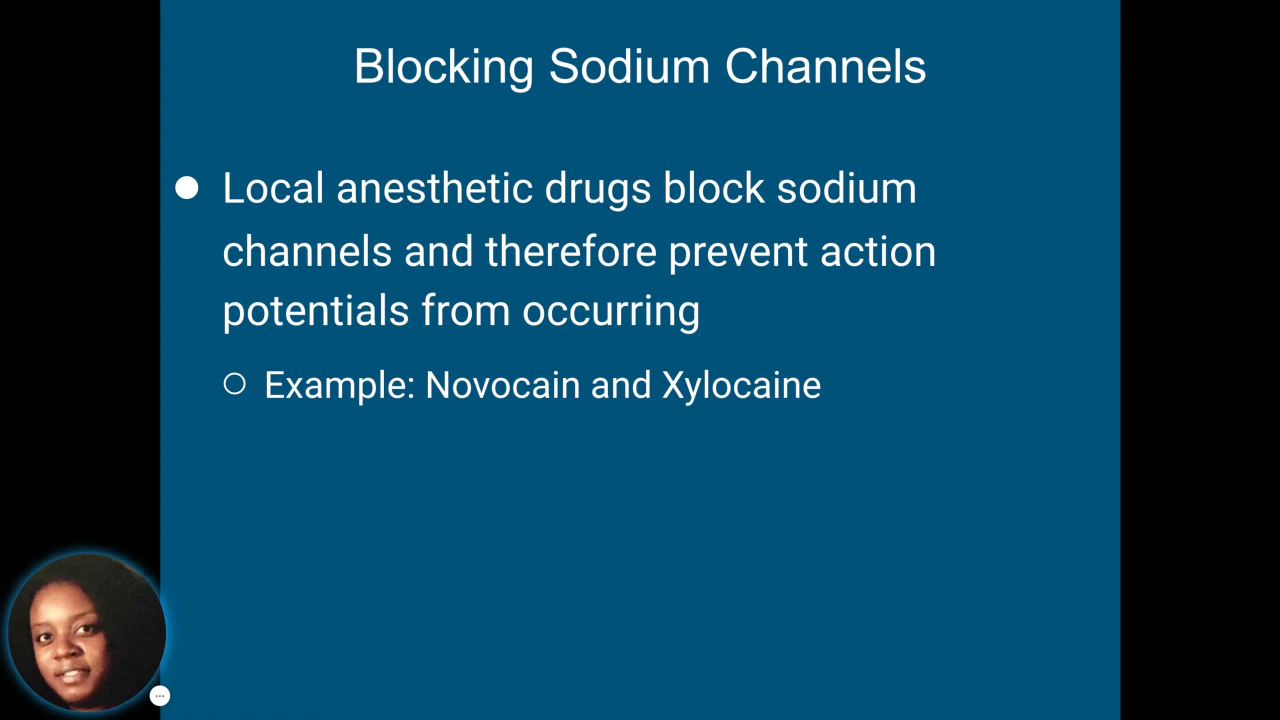 Blocking Sodium Channels
● Local anesthetic drugs block sodium
channels and therefore prevent action
potentials from occurring
○ Example: Novocain and Xylocaine